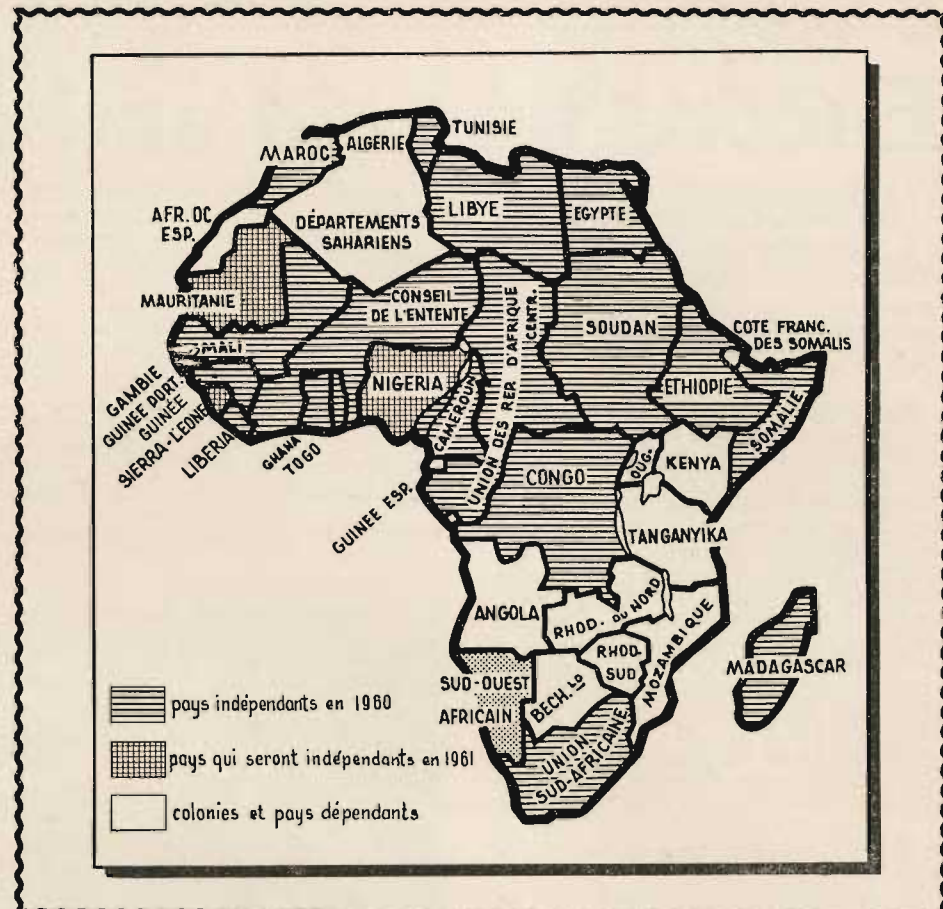 TUNISIE
ALGERIE
MAROC
LIBYE
EGYPTE
AFR. OC
ESP.
DÉPARTEMENTS
SAHARIENS
MAURITANIE
CONSEIL
DE L'ENTENTE
UNION DES REP. D'AFRIQUE
(CENTR.
SOUDAN
COTE FRANC.
DES SOMALIS
MALI
NIGERIA
ETHIOPIE
GAMBIE
GUINEE PORT.
GUINÉE
SIERRA-LEONE
LIBERIA
GHANA
TOGO
CAMEROUN
SOMALIE
GUINEE ESP.
CONGO
OUG.
KENYA
TANGANYIKA
ANGOLA
RHOD. DU NORD
MOZAMBIQUE
RHOD.
SUD
MADAGASCAR
SUD-OUEST
AFRICAIN
BECH. LD
UNION
SUD-AFRICAINE
pays indépendants en 1960
pays qui seront indépendants en 1961
colonies et pays dépendants